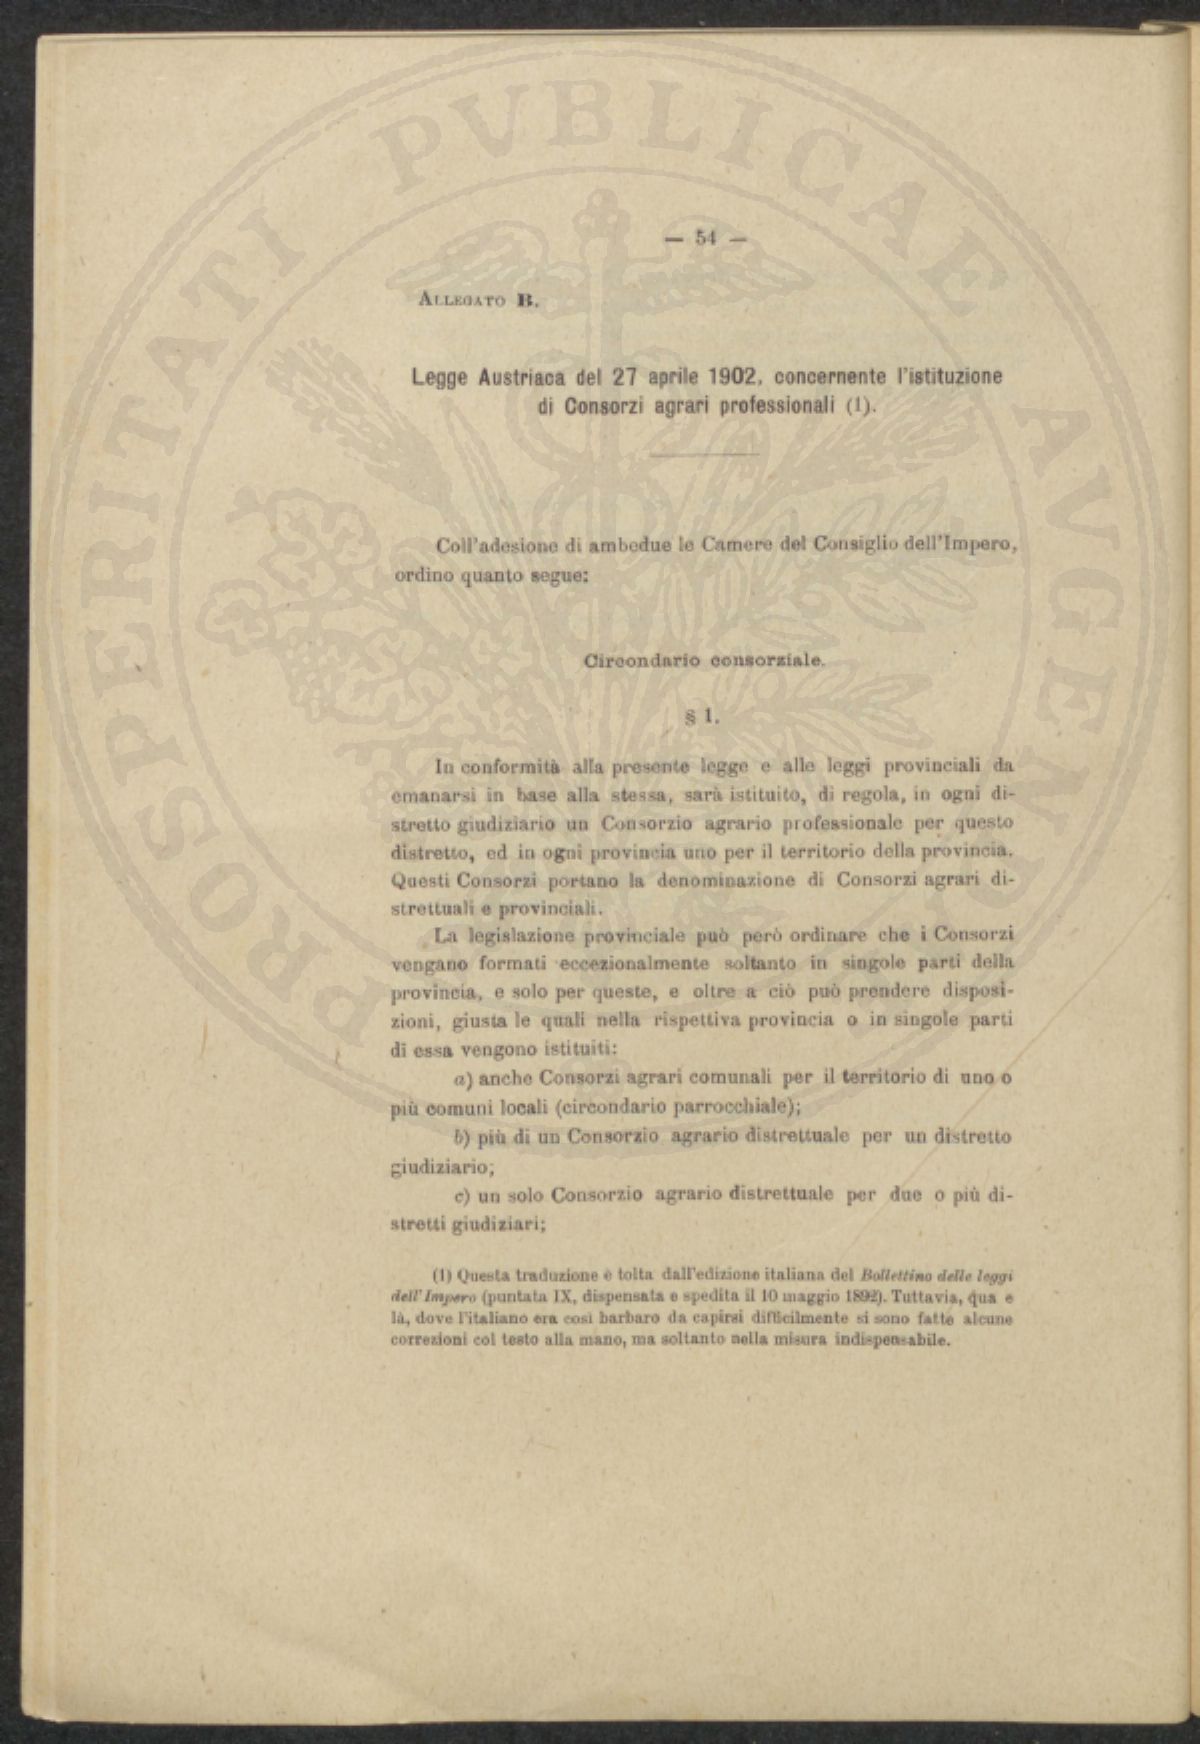 — 54 —
ALLEGATO B.
Legge Austriaca del 27 aprile 1902, concernente l'istituzione
di Consorzi agrari professionali (1).
Coll'adesione di ambedue le Camere del Consiglio dell'Impero,
ordino quanto segue:
Circondario consorziale.
§ 1.
In conformità alla presente legge e alle leggi provinciali da
emanarsi in base alla stessa, sarà istituito, di regola, in ogni di-
stretto giudiziario un Consorzio agrario professionale per questo
distretto, ed in ogni provincia uno per il territorio della provincia.
Questi Consorzi portano la denominazione di Consorzi agrari di-
strettuali e provinciali.
La legislazione provinciale può però ordinare che i Consorzi
vengano formati eccezionalmente soltanto in singole parti della
provincia, e solo per queste, e oltre a ciò può prendere disposi-
zioni, giusta le quali nella rispettiva provincia o in singole parti
di essa vengono istituiti:
a) anche Consorzi agrari comunali per il territorio di uno o
più comuni locali (circondario parrocchiale);
b) più di un Consorzio agrario distrettuale per un distretto
giudiziario;
c) un solo Consorzio agrario distrettuale per due o più di-
stretti giudiziari;
(1) Questa traduzione è tolta dall'edizione italiana del Bollettino delle leggi
dell'Impero (puntata IX, dispensata e spedita il 10 maggio 1892). Tuttavia, qua e
là, dove l'italiano era così barbaro da capirsi difficilmente si sono fatte alcune
correzioni col testo alla mano, ma soltanto nella misura indispensabile.
PROSPERITATI PVBLICAE AVGENDAE